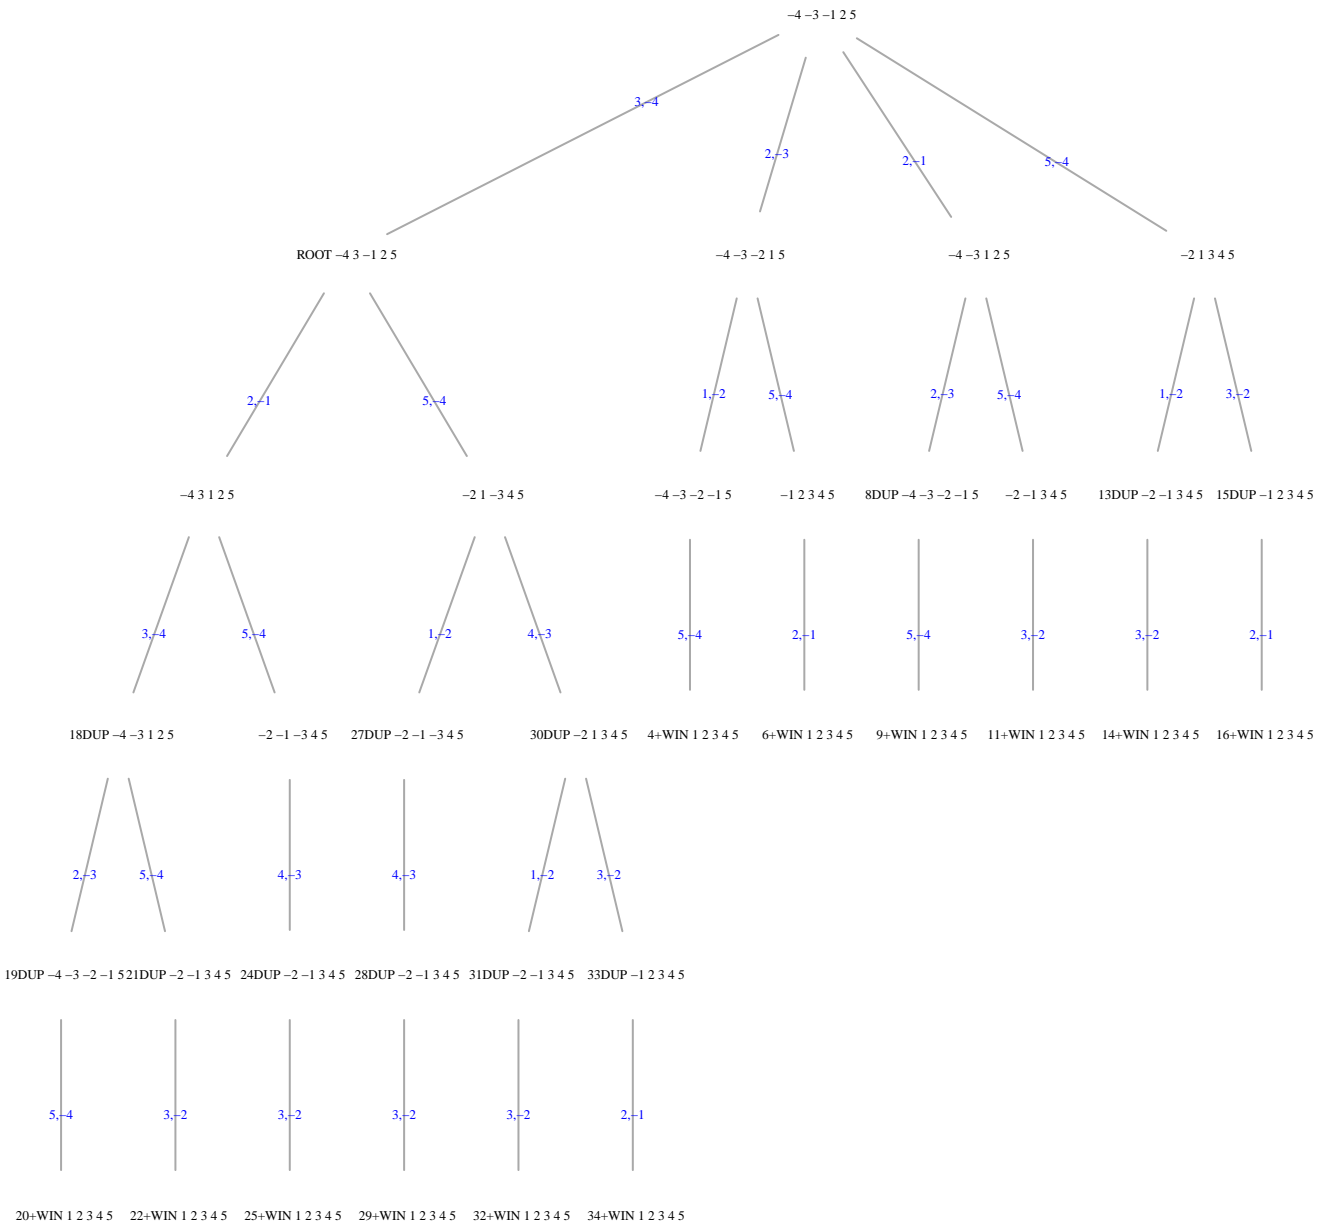 −4 −3 −1 2 5
3,−4
2,−3
2,−1
5,−4
ROOT −4 3 −1 2 5
−4 −3 −2 1 5
−4 −3 1 2 5
−2 1 3 4 5
2,−1
5,−4
1,−2
5,−4
2,−3
5,−4
1,−2
3,−2
−4 3 1 2 5
−2 1 −3 4 5
−4 −3 −2 −1 5
−1 2 3 4 5
8DUP −4 −3 −2 −1 5
−2 −1 3 4 5
13DUP −2 −1 3 4 5
15DUP −1 2 3 4 5
3,−4
5,−4
1,−2
4,−3
5,−4
2,−1
5,−4
3,−2
3,−2
2,−1
18DUP −4 −3 1 2 5
−2 −1 −3 4 5
27DUP −2 −1 −3 4 5
30DUP −2 1 3 4 5
4+WIN 1 2 3 4 5
6+WIN 1 2 3 4 5
9+WIN 1 2 3 4 5
11+WIN 1 2 3 4 5
14+WIN 1 2 3 4 5
16+WIN 1 2 3 4 5
2,−3
5,−4
4,−3
4,−3
1,−2
3,−2
19DUP −4 −3 −2 −1 5
21DUP −2 −1 3 4 5
24DUP −2 −1 3 4 5
28DUP −2 −1 3 4 5
31DUP −2 −1 3 4 5
33DUP −1 2 3 4 5
5,−4
3,−2
3,−2
3,−2
3,−2
2,−1
20+WIN 1 2 3 4 5
22+WIN 1 2 3 4 5
25+WIN 1 2 3 4 5
29+WIN 1 2 3 4 5
32+WIN 1 2 3 4 5
34+WIN 1 2 3 4 5